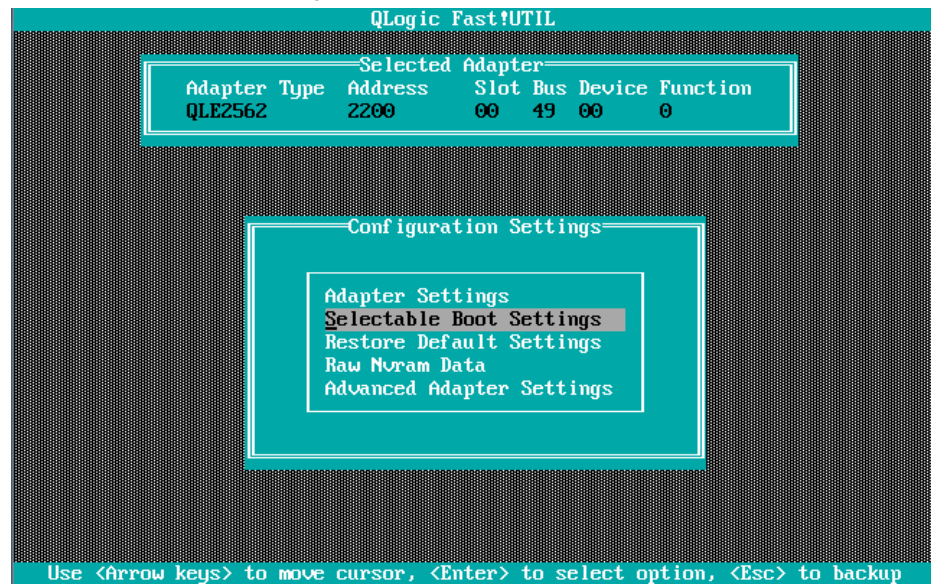 QLogic Fast!UTIL
Selected Adapter
Adapter Type Address Slot Bus Device Function
QLE2562 2200 00 49 00 0
Configuration Settings
Adapter Settings
Selectable Boot Settings
Restore Default Settings
Raw Nvram Data
Advanced Adapter Settings
Use <Arrow keys> to move cursor, <Enter> to select option, <Esc> to backup